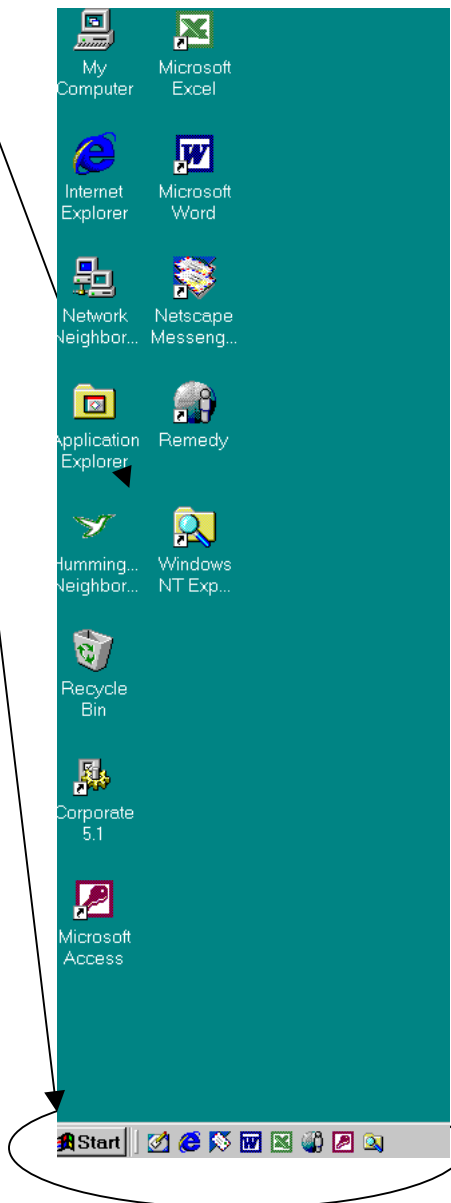 My
Computer
Microsoft
Excel
Internet
Explorer
Microsoft
Word
Network
Neighbor...
Netscape
Messeng...
Application
Explorer
Remedy
Humming...
Neighbor...
Windows
NT Exp...
Recycle
Bin
Corporate
5.1
Microsoft
Access
Start